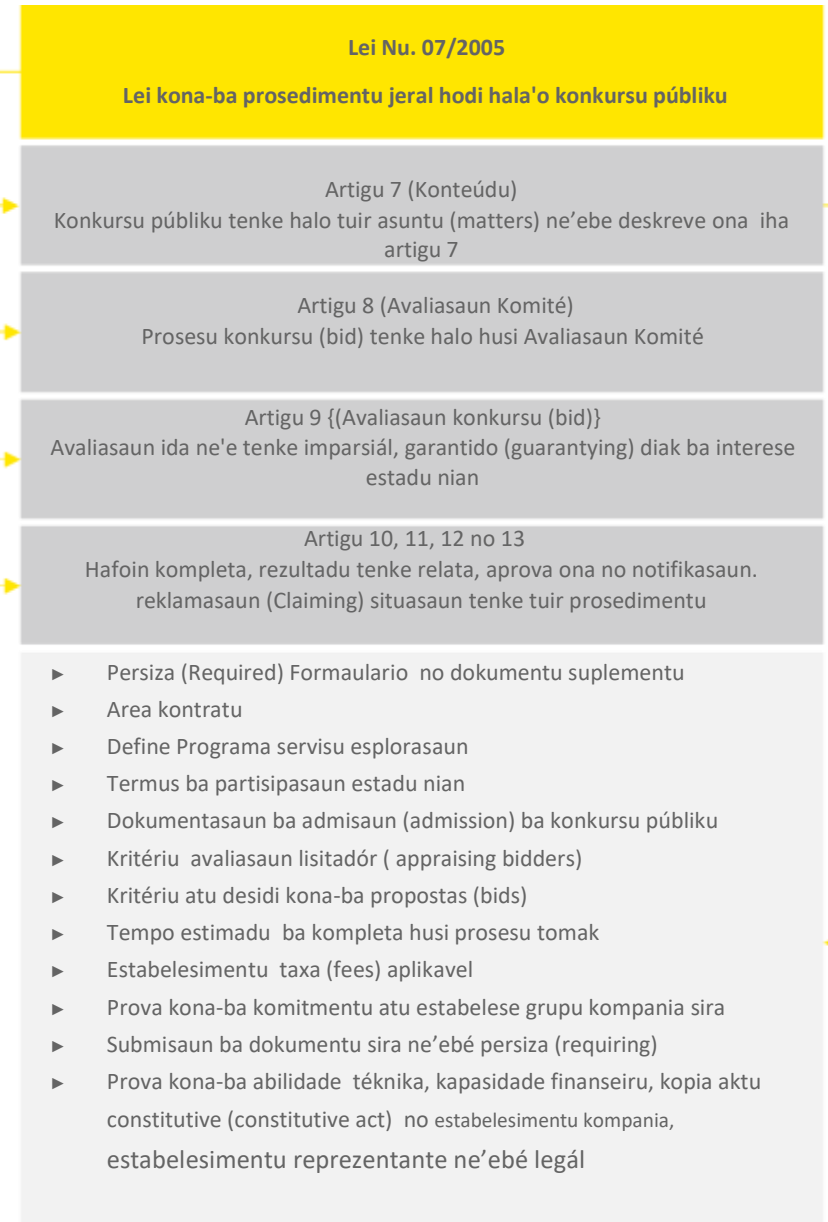 Lei Nu. 07/2005
Lei kona-ba prosedimentu jeral hodi hala'o konkursu públiku
Artigu 7 (Konteúdu)
Konkursu públiku tenke halo tuir asuntu (matters) ne’ebe deskreve ona iha
artigu 7
Artigu 8 (Avaliasaun Komité)
Prosesu konkursu (bid) tenke halo husi Avaliasaun Komité
Artigu 9 {(Avaliasaun konkursu (bid)}
Avaliasaun ida ne'e tenke imparsiál, garantido (guarantying) diak ba interese
estadu nian
Artigu 10, 11, 12 no 13
Hafoin kompleta, rezultadu tenke relata, aprova ona no notifikasaun.
reklamasaun (Claiming) situasaun tenke tuir prosedimentu
► Persiza (Required) Formaulario no dokumentu suplementu
► Area kontratu
► Define Programa servisu esplorasaun
► Termus ba partisipasaun estadu nian
► Dokumentasaun ba admisaun (admission) ba konkursu públiku
► Kritériu avaliasaun lisitadór ( appraising bidders)
► Kritériu atu desidi kona-ba propostas (bids)
► Tempo estimadu ba kompleta husi prosesu tomak
► Estabelesimentu taxa (fees) aplikavel
► Prova kona-ba komitmentu atu estabelese grupu kompania sira
► Submisaun ba dokumentu sira ne’ebé persiza (requiring)
► Prova kona-ba abilidade téknika, kapasidade finanseiru, kopia aktu
constitutive (constitutive act) no estabelesimentu kompania,
estabelesimentu reprezentante ne’ebé legál